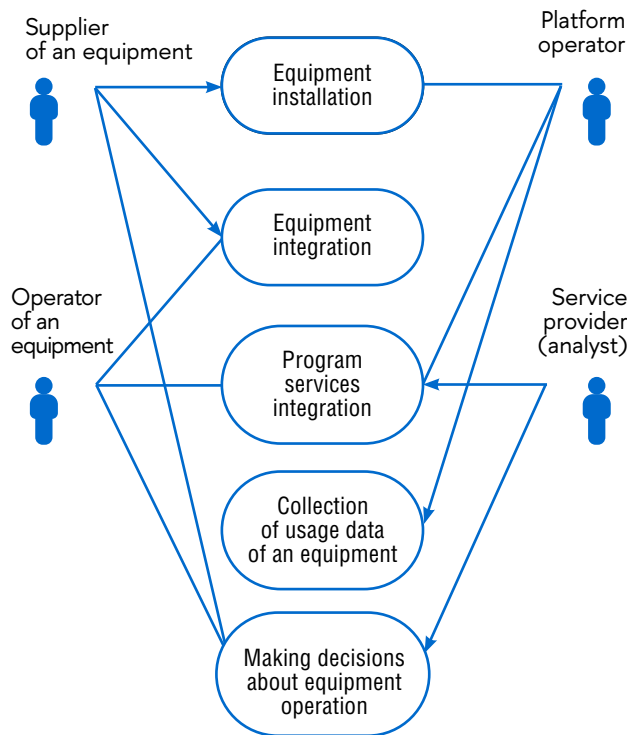 Supplier
of an equipment
Platform
operator
Equipment
installation
Equipment
integration
Operator
of an
equipment
Service
provider
(analyst)
Program
services
integration
Collection
of usage data
of an equipment
Making decisions
about equipment
operation